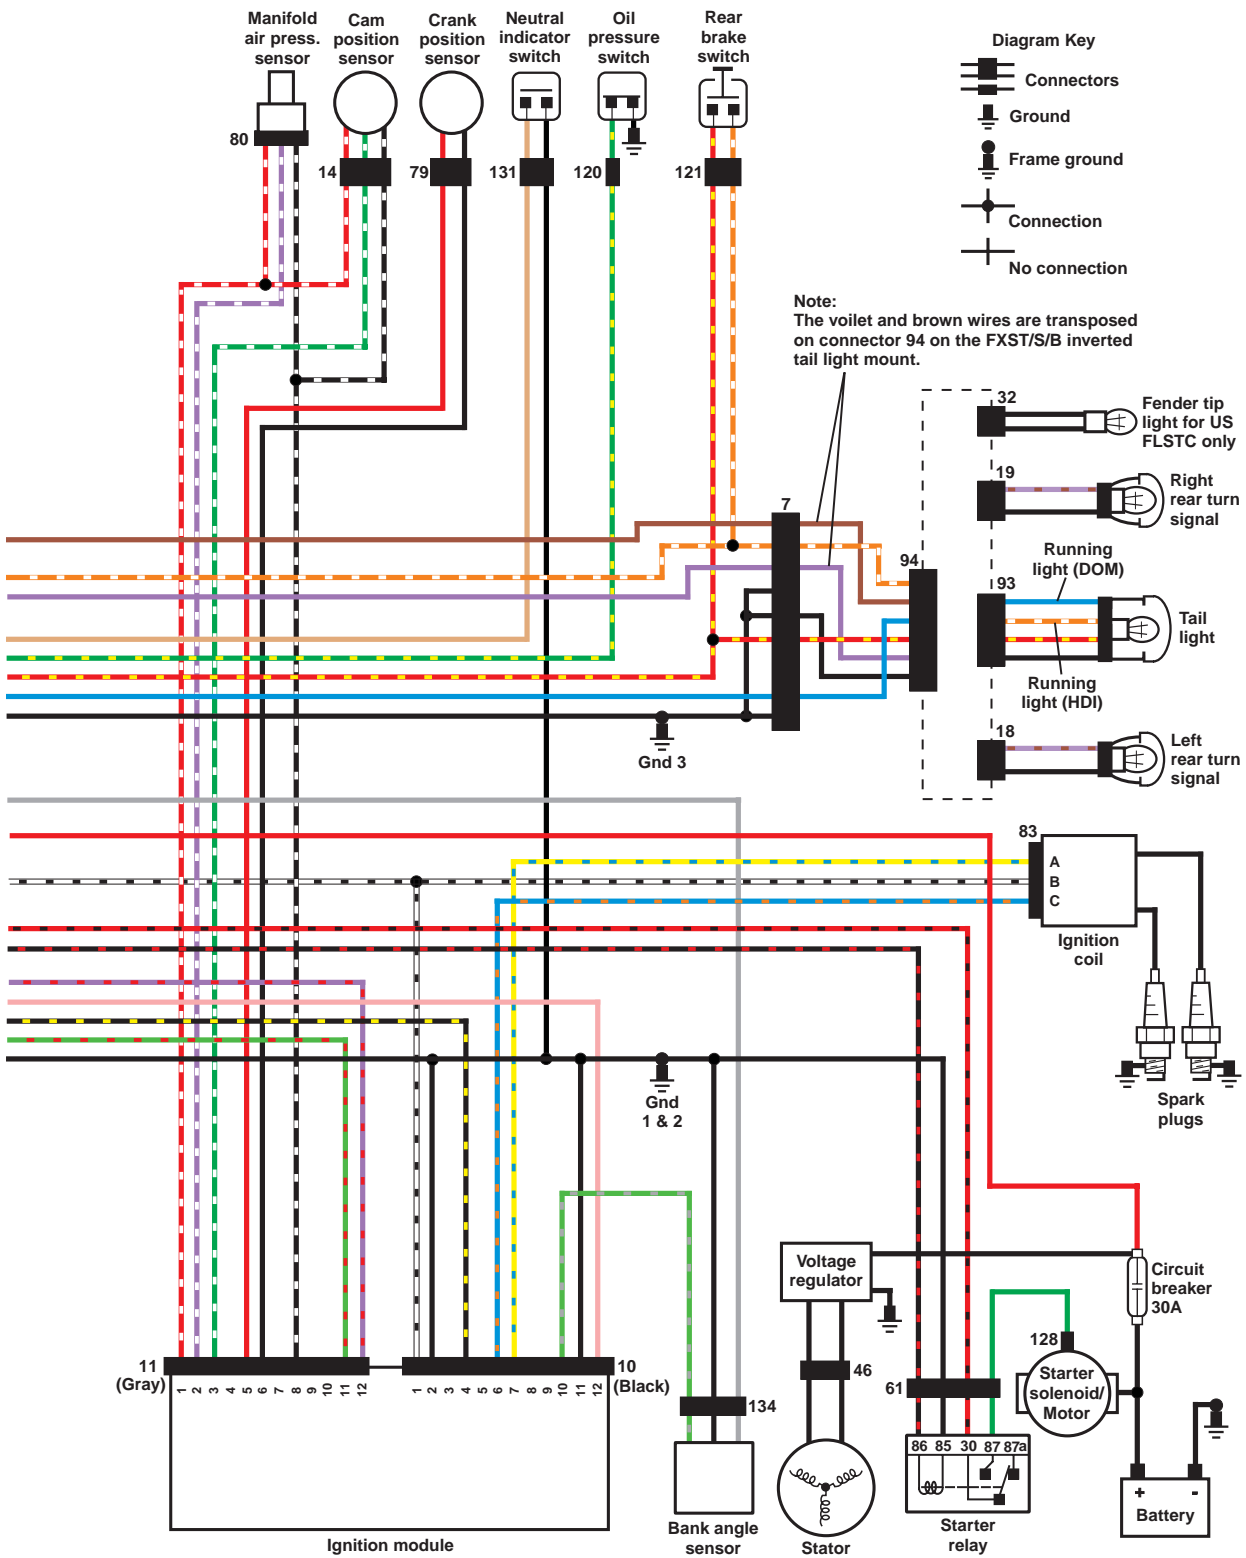 Manifold
air press.
sensor
Cam
position
sensor
Crank
position
sensor
Neutral
indicator
switch
Oil
pressure
switch
Rear
brake
switch
Diagram Key
Connectors
Ground
Frame ground
Connection
No connection
80
14
79
131
120
121
Note:
The voilet and brown wires are transposed
on connector 94 on the FXST/S/B inverted
tail light mount.
32
Fender tip
light for US
FLSTC only
19
Right
rear turn
signal
7
94
Running
light (DOM)
93
Tail
light
Running
light (HDI)
18
Left
rear turn
signal
Gnd 3
83
A
B
C
Ignition
coil
Spark
plugs
Gnd
1 & 2
Voltage
regulator
Circuit
breaker
30A
128
Starter
solenoid/
Motor
46
61
11
(Gray)
1 2 3 4 5 6 7 8 9 10 11 12
1 2 3 4 5 6 7 8 9 10 11 12
10
(Black)
134
86 85 30 87 87a
+ -
Battery
Ignition module
Bank angle
sensor
Stator
Starter
relay